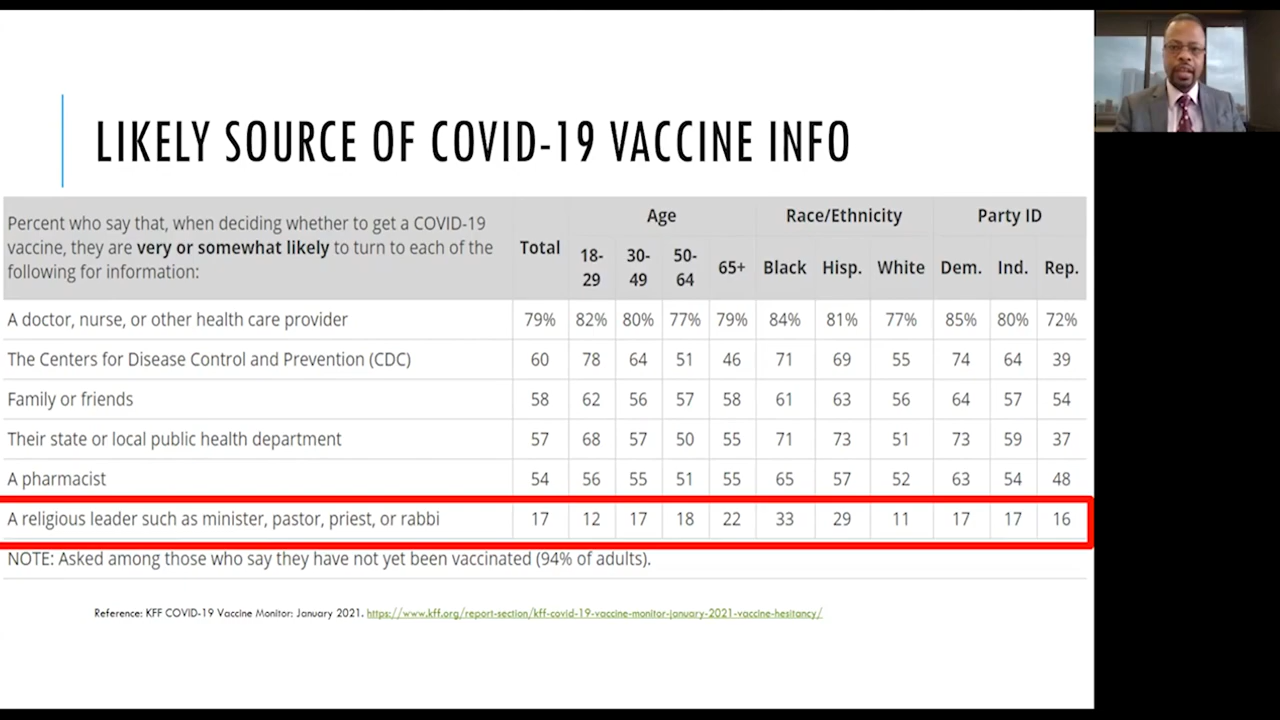 LIKELY SOURCE OF COVID-19 VACCINE INFO
Percent who say that, when deciding whether to get a COVID-19
vaccine, they are very or somewhat likely to turn to each of the
following for information:
Total
Age
Race/Ethnicity
Party ID
18-
29
30-
49
50-
64
65+
Black
Hisp.
White
Dem.
Ind.
Rep.
A doctor, nurse, or other health care provider 79% 82% 80% 77% 79% 84% 81% 77% 85% 80% 72%
The Centers for Disease Control and Prevention (CDC) 60 78 64 51 46 71 69 55 74 64 39
Family or friends 58 62 56 57 58 61 63 56 64 57 54
Their state or local public health department 57 68 57 50 55 71 73 51 73 59 37
A pharmacist 54 56 55 51 55 65 57 52 63 54 48
A religious leader such as minister, pastor, priest, or rabbi 17 12 17 18 22 33 29 11 17 17 16
NOTE: Asked among those who say they have not yet been vaccinated (94% of adults).
Reference: KFF COVID-19 Vaccine Monitor: January 2021. https://www.kff.org/report-section/kff-covid-19-vaccine-monitor-january-2021-vaccine-hesitancy/